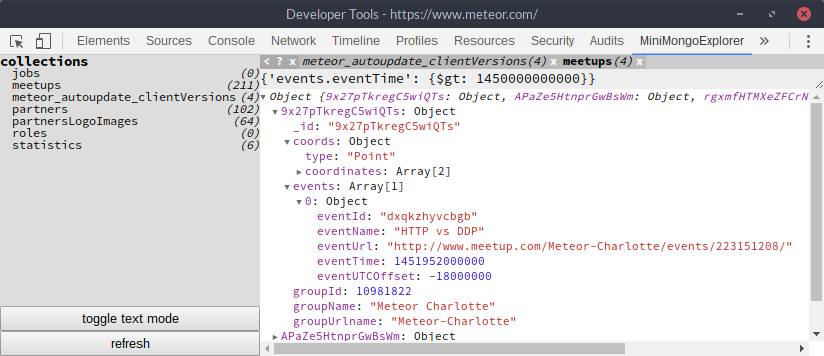 Developer Tools - https://www.meteor.com/
Elements Sources Console Network Timeline Profiles Resources Security Audits MiniMongoExplorer »
collections
jobs (0)
meetups (211)
meteor_autoupdate_clientVersions (4)
partners (102)
partnersLogoImages (64)
roles (0)
statistics (6)
toggle text mode
refresh
< ? x meteor_autoupdate_clientVersions(4) x meetups(4) x
{'events.eventTime': {$gt: 1450000000000}}
▼ Object {9x27pTkregC5wiQTs: Object, APaZe5HtnprGwBsWm: Object, rgxmfHTMXeZFCrN
▼ 9x27pTkregC5wiQTs: Object
_id: "9x27pTkregC5wiQTs"
▼ coords: Object
type: "Point"
▶ coordinates: Array[2]
▼ events: Array[1]
▼ 0: Object
eventId: "dxqkzhyvcbgb"
eventName: "HTTP vs DDP"
eventUrl: "http://www.meetup.com/Meteor-Charlotte/events/223151208/"
eventTime: 1451952000000
eventUTCOffset: -18000000
groupId: 10981822
groupName: "Meteor Charlotte"
groupUrlname: "Meteor-Charlotte"
▶ APaZe5HtnprGwBsWm: Object